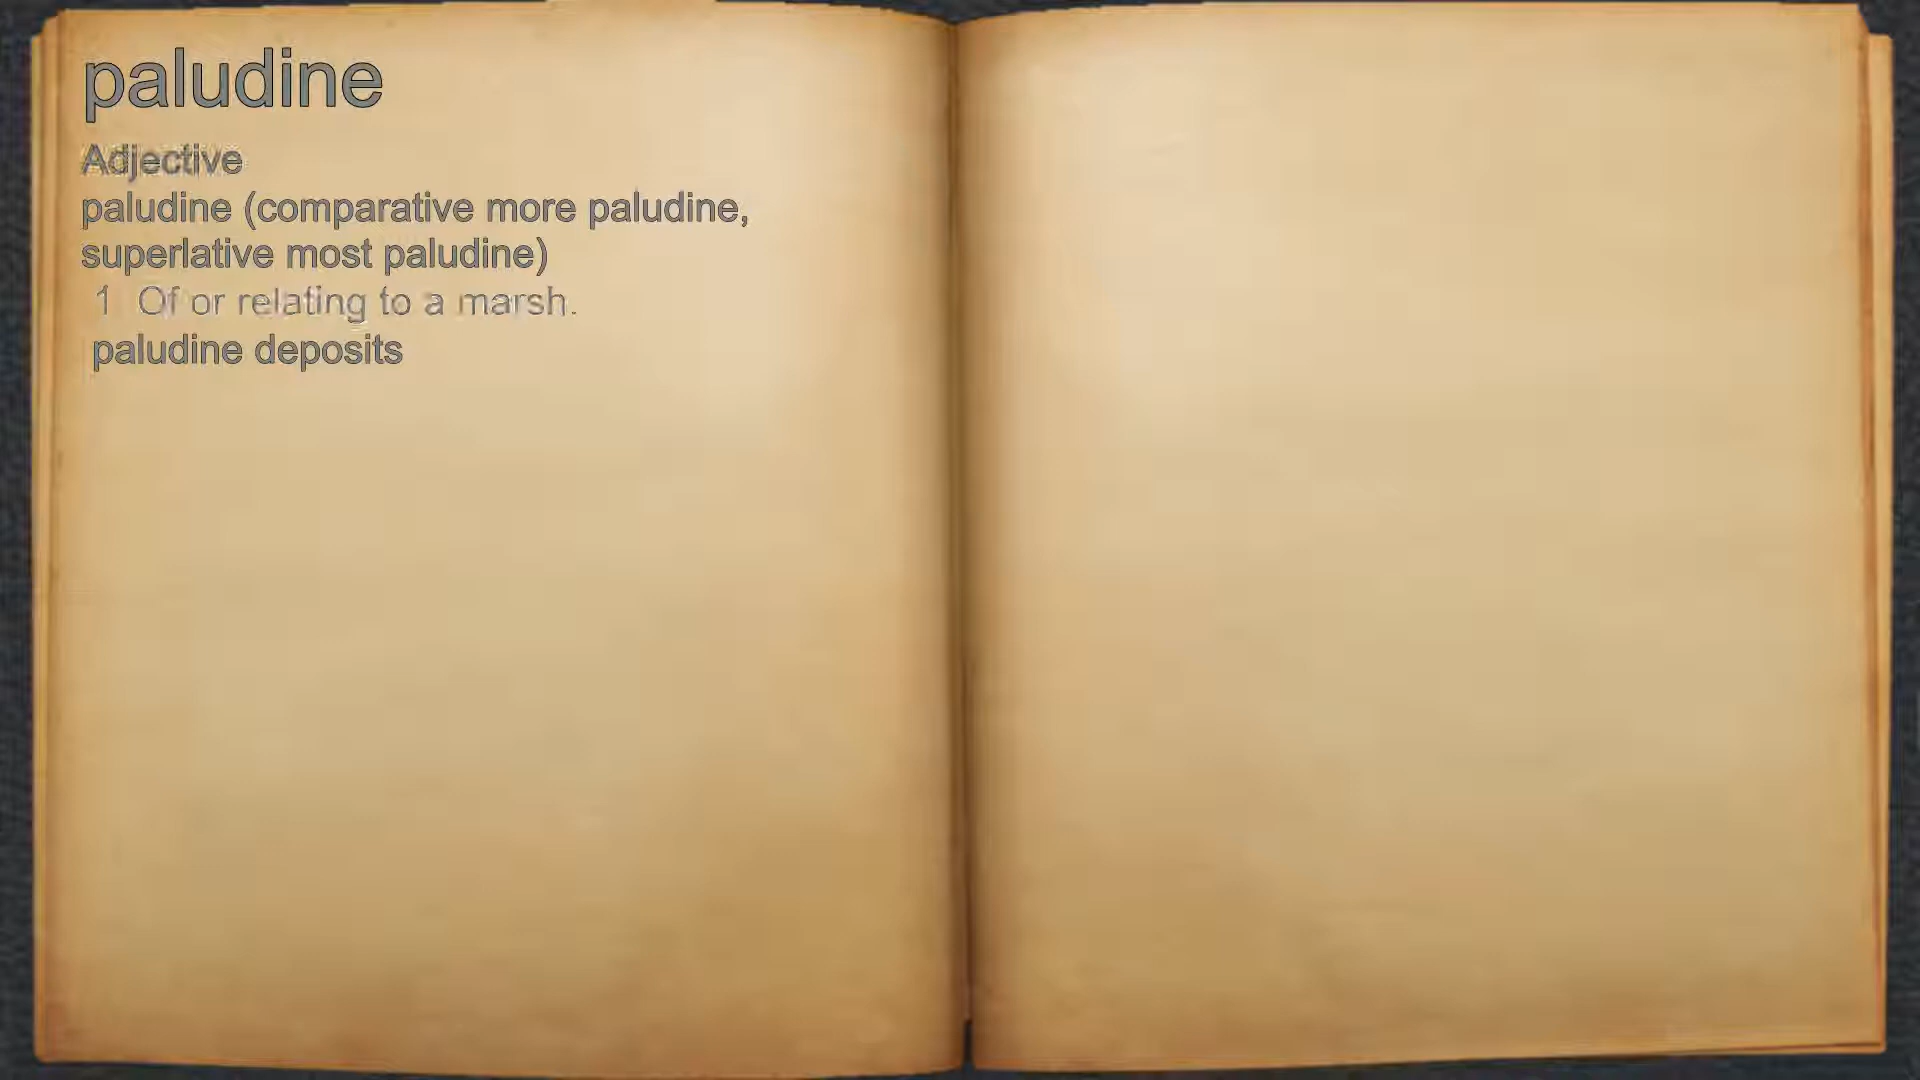 paludine
Adjective
paludine (comparative more paludine,
superlative most paludine)
1 Of or relating to a marsh.
paludine deposits